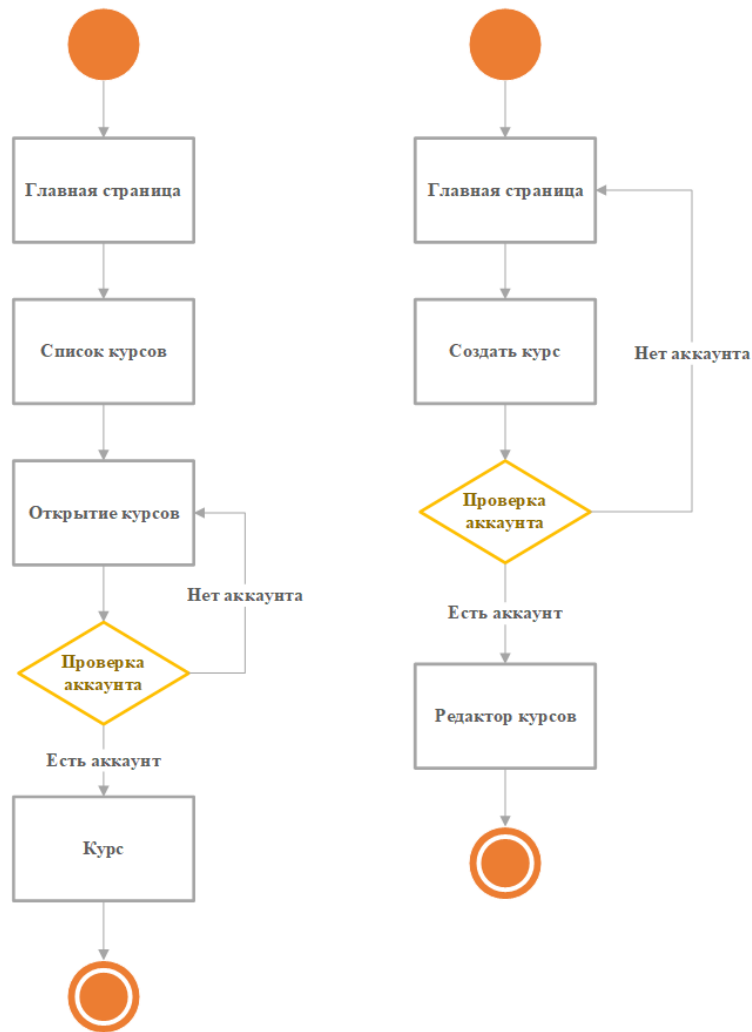 Главная страница
Список курсов
Открытие курсов
Нет аккаунта
Проверка
аккаунта
Есть аккаунт
Курс
Главная страница
Создать курс
Нет аккаунта
Проверка
аккаунта
Есть аккаунт
Редактор курсов